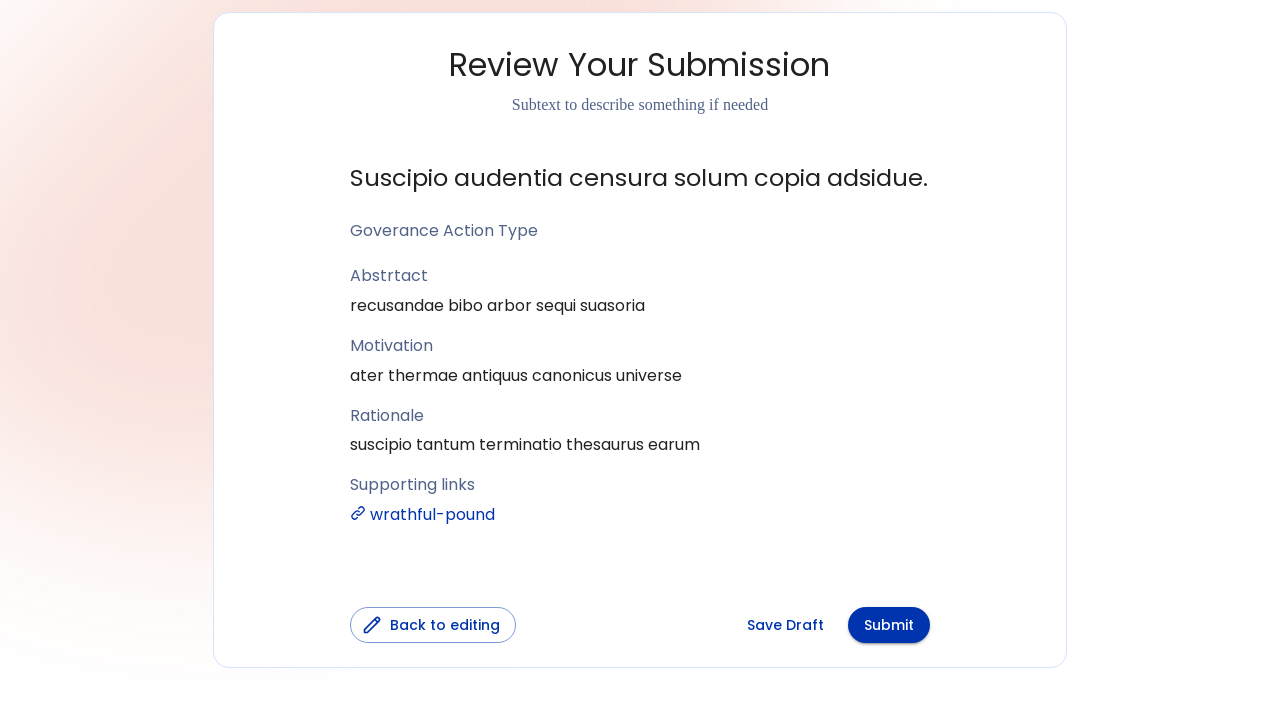 Review Your Submission
Subtext to describe something if needed
Suscipio audentia censura solum copia adsidue.
Goverance Action Type
Abstrtact
recusandae bibo arbor sequi suasoria
Motivation
ater thermae antiquus canonicus universe
Rationale
suscipio tantum terminatio thesaurus earum
Supporting links
wrathful-pound
Back to editing
Save Draft
Submit